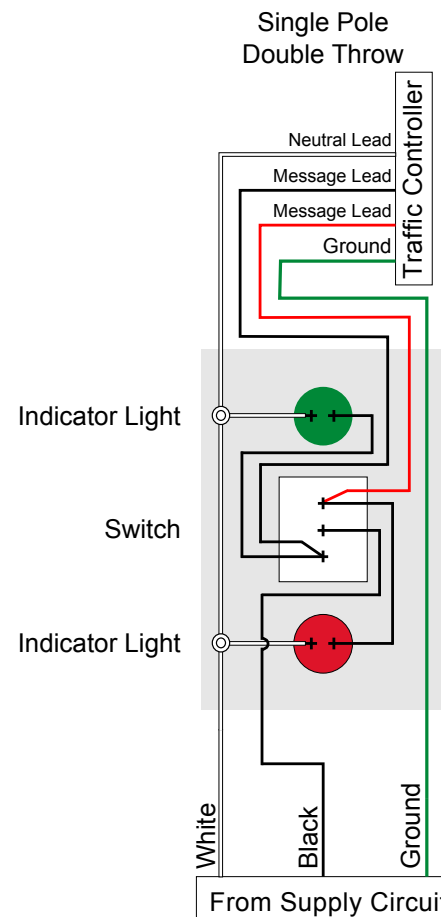 Single Pole
Double Throw
Traffic Controller
Neutral Lead
Message Lead
Message Lead
Ground
Indicator Light
Switch
Indicator Light
White
Black
Ground
From Supply Circuit